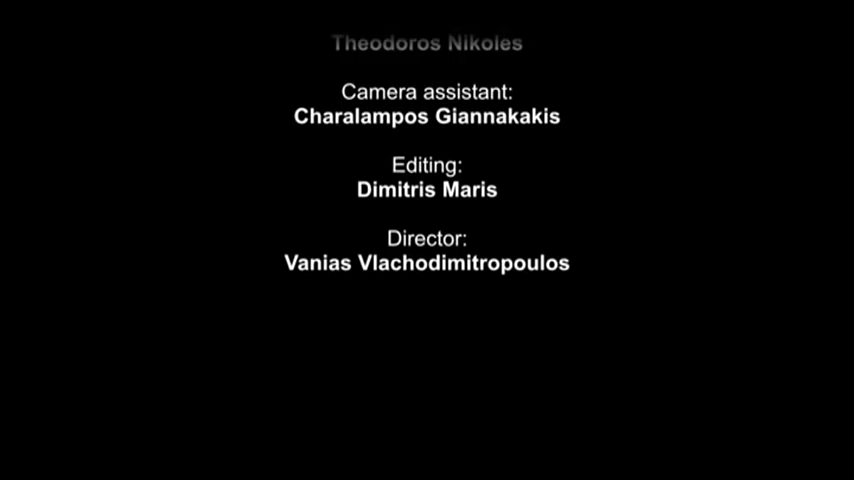 Theodoros Nikoles
Camera assistant:
Charalampos Giannakakis
Editing:
Dimitris Maris
Director:
Vanias Vlachodimitropoulos